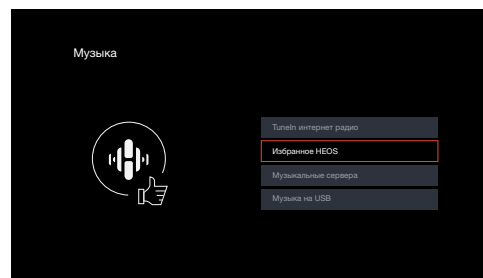 Музыка
TuneIn интернет радио
Избранное HEOS
Музыкальные сервера
Музыка на USB